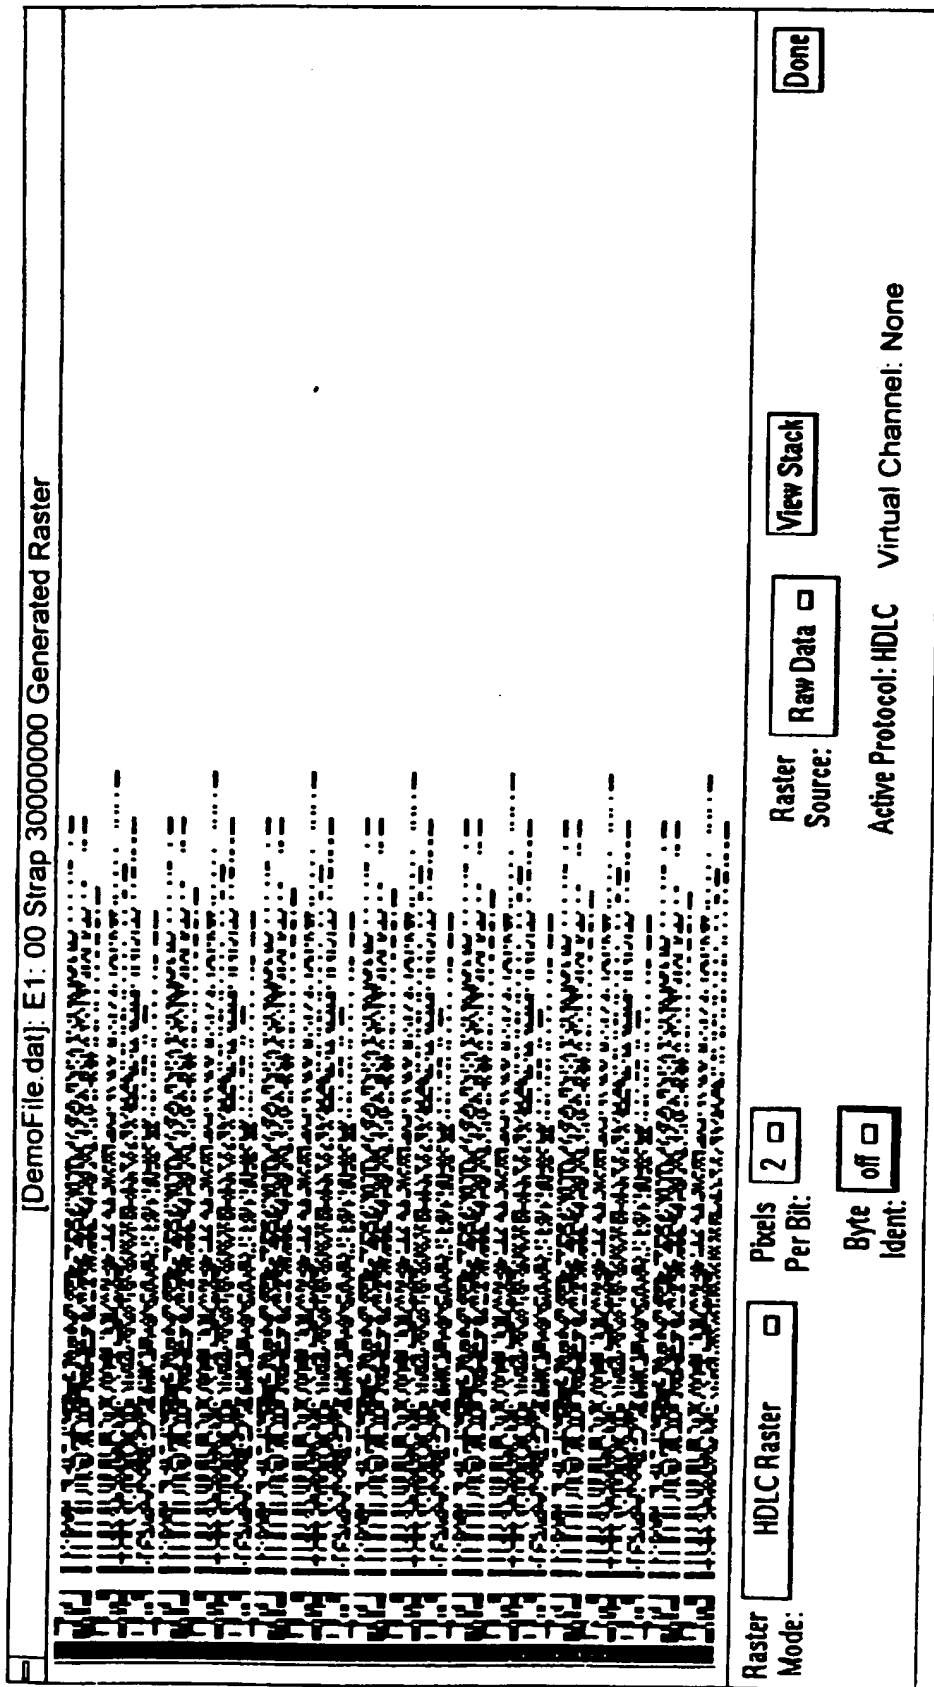 [DemoFile.dat]: E1: 00 Strap 30000000 Generated Raster
Raster Mode: HDLC Raster
Pixels Per Bit: 2
Raster Source: Raw Data
View Stack
Done
Byte Ident: off
Active Protocol: HDLC
Virtual Channel: None